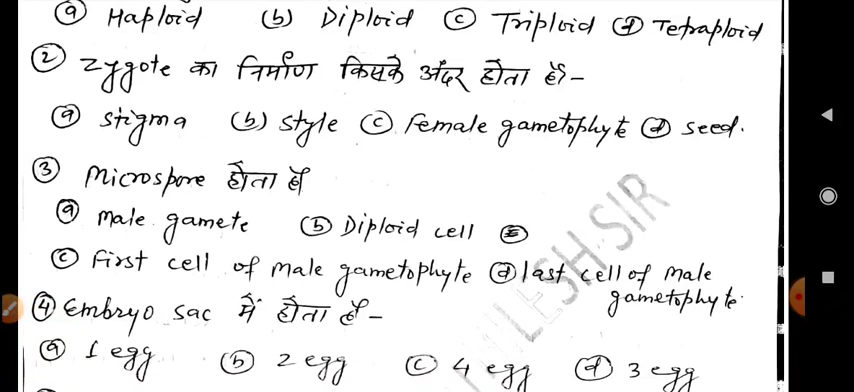 (a) Haploid (b) Diploid (c) Triploid (d) Tetraploid
(2) Zygote का निर्माण किसके अंदर होता है -
(a) Stigma (b) Style (c) Female gametophyte (d) seed.
(3) Microspore होता है
(a) Male gamete (b) Diploid cell
(c) First cell of male gametophyte (d) last cell of male
gametophyte.
(4) Embryo sac में होता है -
(a) 1 egg (b) 2 egg (c) 4 egg (d) 3 egg
LESH SIR